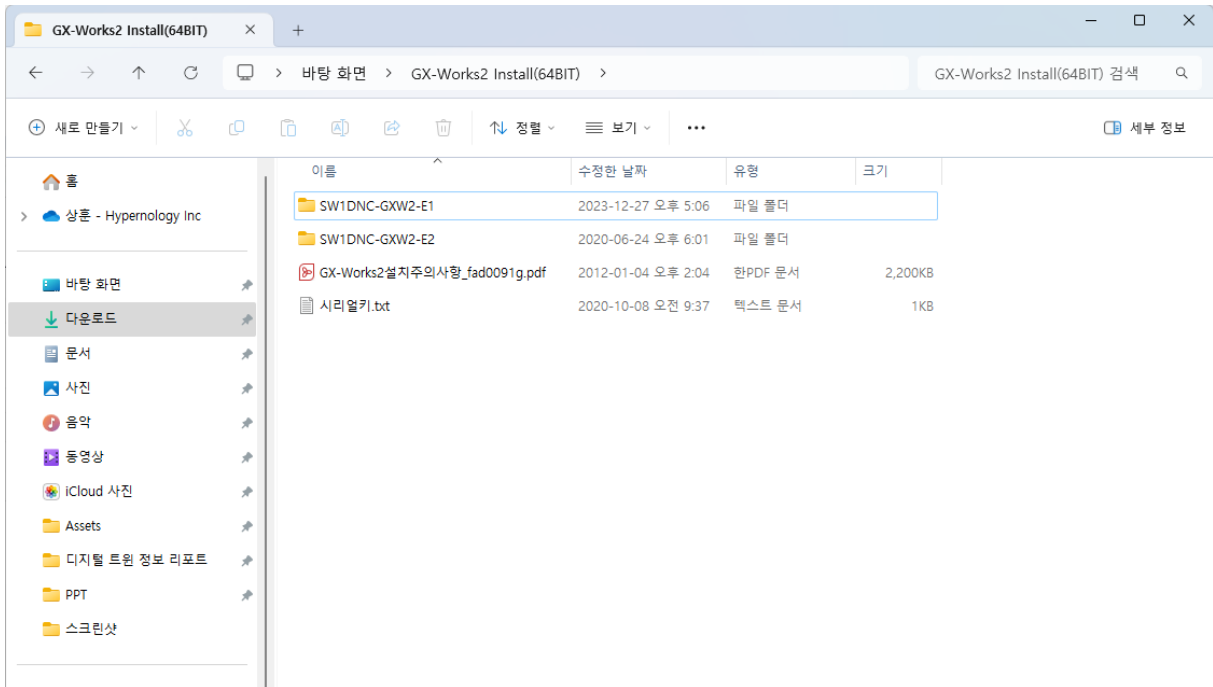 GX-Works2 Install(64BIT)
바탕 화면 > GX-Works2 Install(64BIT) >
GX-Works2 Install(64BIT) 검색
새로 만들기
정렬
보기
세부 정보
홈
상훈 - Hypernology Inc
바탕 화면
다운로드
문서
사진
음악
동영상
iCloud 사진
Assets
디지털 트윈 정보 리포트
PPT
스크린샷
이름 수정한 날짜 유형 크기
SW1DNC-GXW2-E1 2023-12-27 오후 5:06 파일 폴더
SW1DNC-GXW2-E2 2020-06-24 오후 6:01 파일 폴더
GX-Works2설치주의사항_fad0091g.pdf 2012-01-04 오후 2:04 한PDF 문서 2,200KB
시리얼키.txt 2020-10-08 오전 9:37 텍스트 문서 1KB